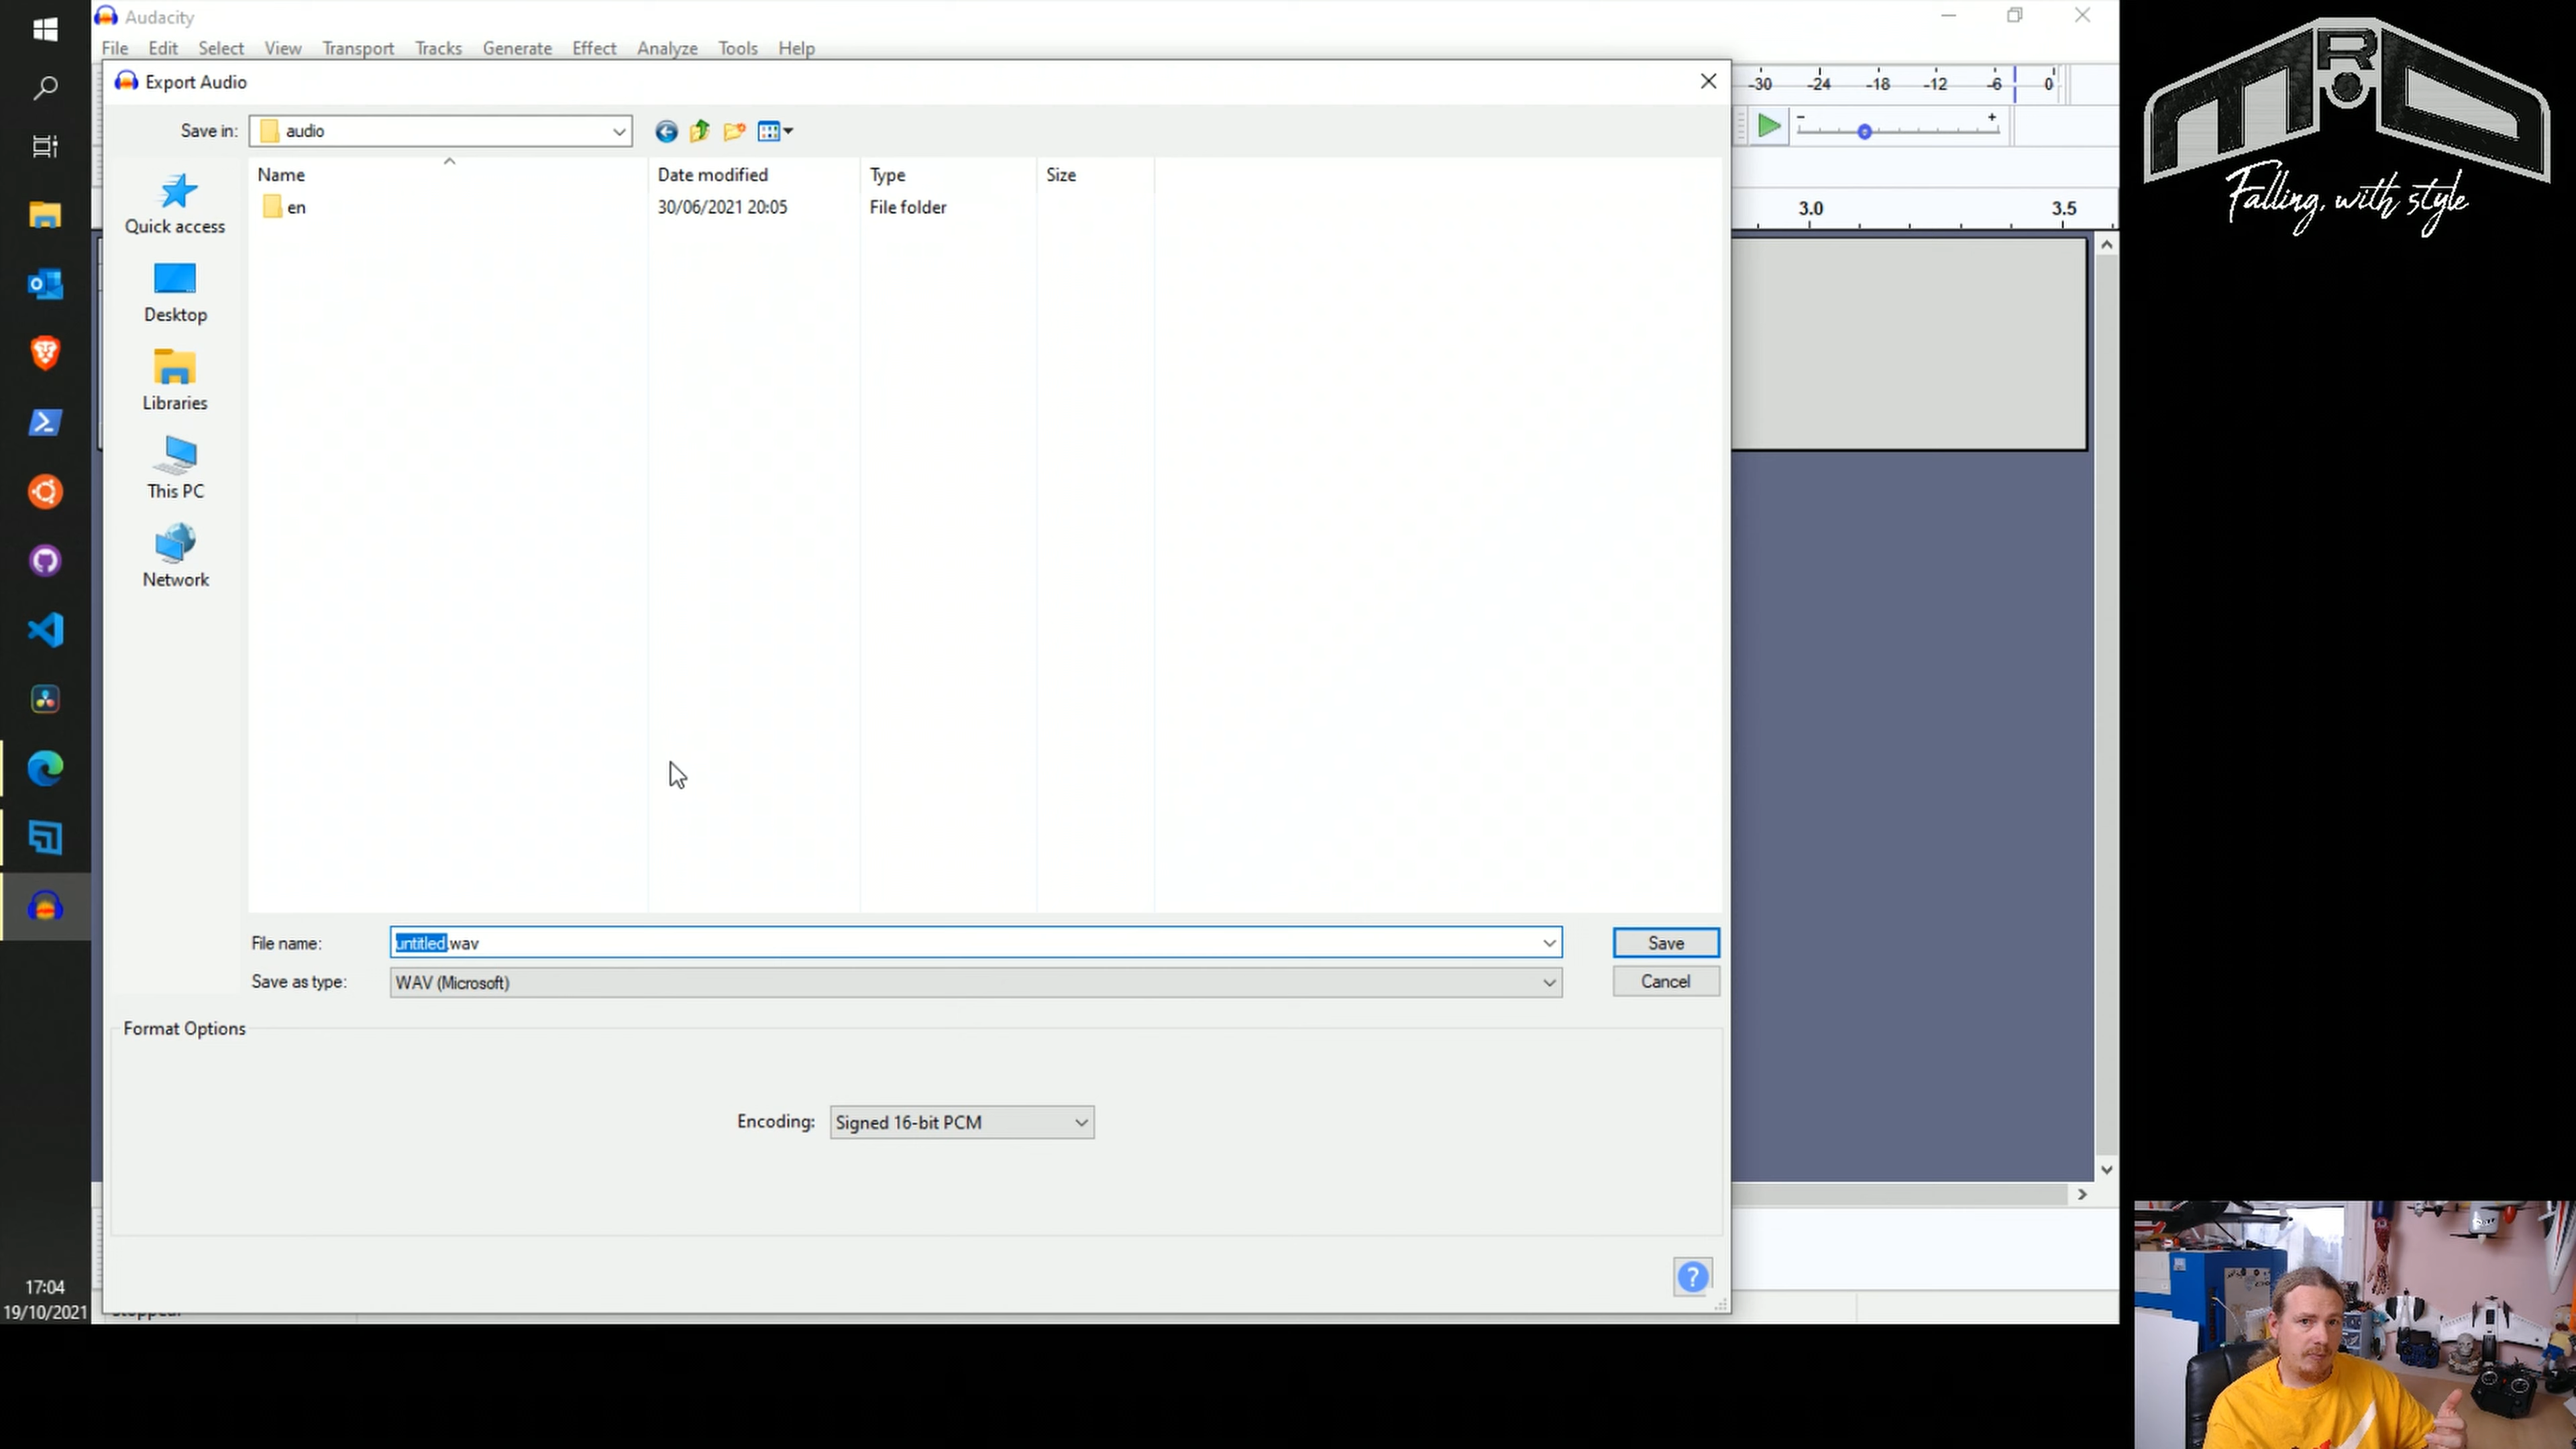 Audacity
File Edit Select View Transport Tracks Generate Effect Analyze Tools Help
Export Audio
-30 -24 -18 -12 -6 0
Save in: audio
- +
Name Date modified Type Size
en 30/06/2021 20:05 File folder
3.0 3.5
Quick access
Desktop
Libraries
This PC
Network
File name: untitled.wav Save
Save as type: WAV (Microsoft) Cancel
Format Options
Encoding: Signed 16-bit PCM
?
17:04
19/10/2021
Falling, with style